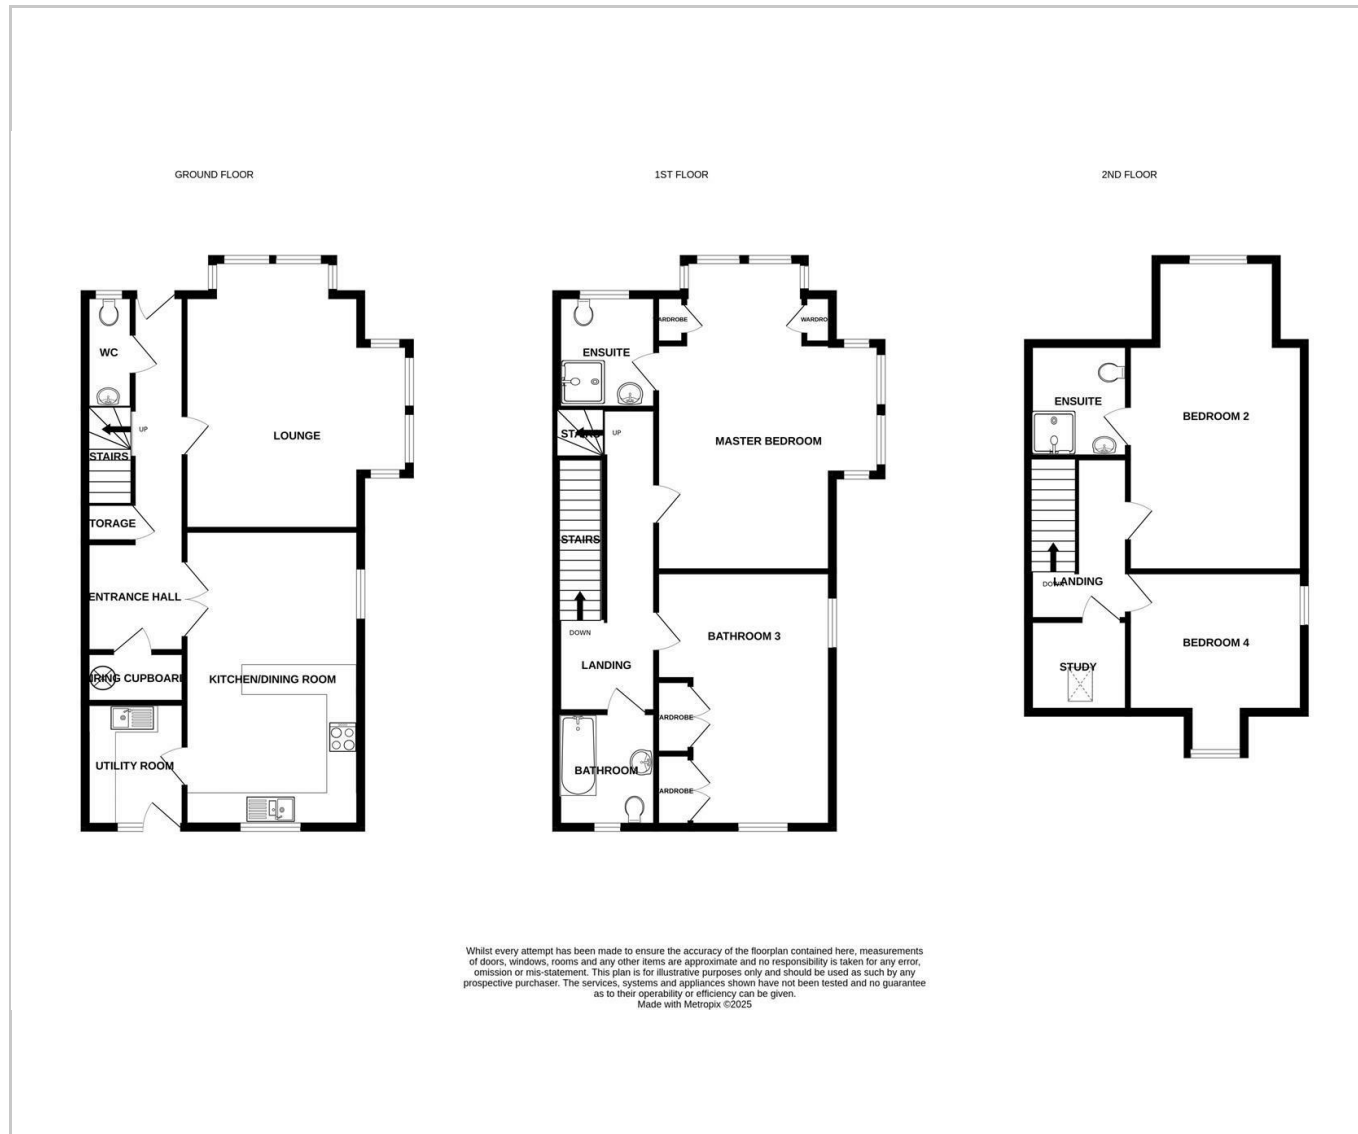 GROUND FLOOR
WC
UP
STAIRS
LOUNGE
TORAGE
ENTRANCE HALL
IRING CUPBOARD
KITCHEN/DINING ROOM
UTILITY ROOM
1ST FLOOR
ARDROBE
WARDRO
ENSUITE
STAIRS
UP
MASTER BEDROOM
STAIRS
DOWN
BATHROOM 3
LANDING
ARDROBE
BATHROOM
ARDROBE
2ND FLOOR
ENSUITE
BEDROOM 2
DOWN
LANDING
BEDROOM 4
STUDY
Whilst every attempt has been made to ensure the accuracy of the floorplan contained here, measurements
of doors, windows, rooms and any other items are approximate and no responsibility is taken for any error,
omission or mis-statement. This plan is for illustrative purposes only and should be used as such by any
prospective purchaser. The services, systems and appliances shown have not been tested and no guarantee
as to their operability or efficiency can be given.
Made with Metropix ©2025